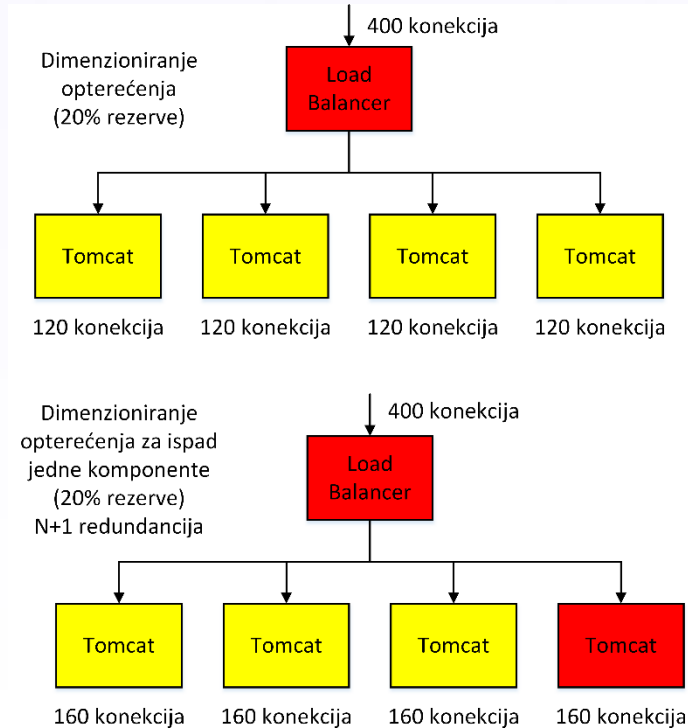 400 konekcija
Dimenzioniranje
opterećenja
(20% rezerve)
Load
Balancer
Tomcat
Tomcat
Tomcat
Tomcat
120 konekcija
120 konekcija
120 konekcija
120 konekcija
Dimenzioniranje
opterećenja za ispad
jedne komponente
(20% rezerve)
N+1 redundancija
400 konekcija
Load
Balancer
Tomcat
Tomcat
Tomcat
Tomcat
160 konekcija
160 konekcija
160 konekcija
160 konekcija